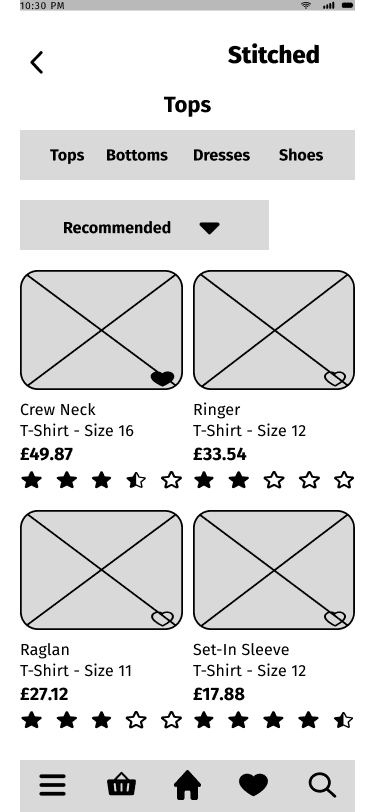 10:30 PM
Stitched
Tops
Tops Bottoms Dresses Shoes
Recommended
Crew Neck
T-Shirt - Size 16
£49.87
Ringer
T-Shirt - Size 12
£33.54
Raglan
T-Shirt - Size 11
£27.12
Set-In Sleeve
T-Shirt - Size 12
£17.88